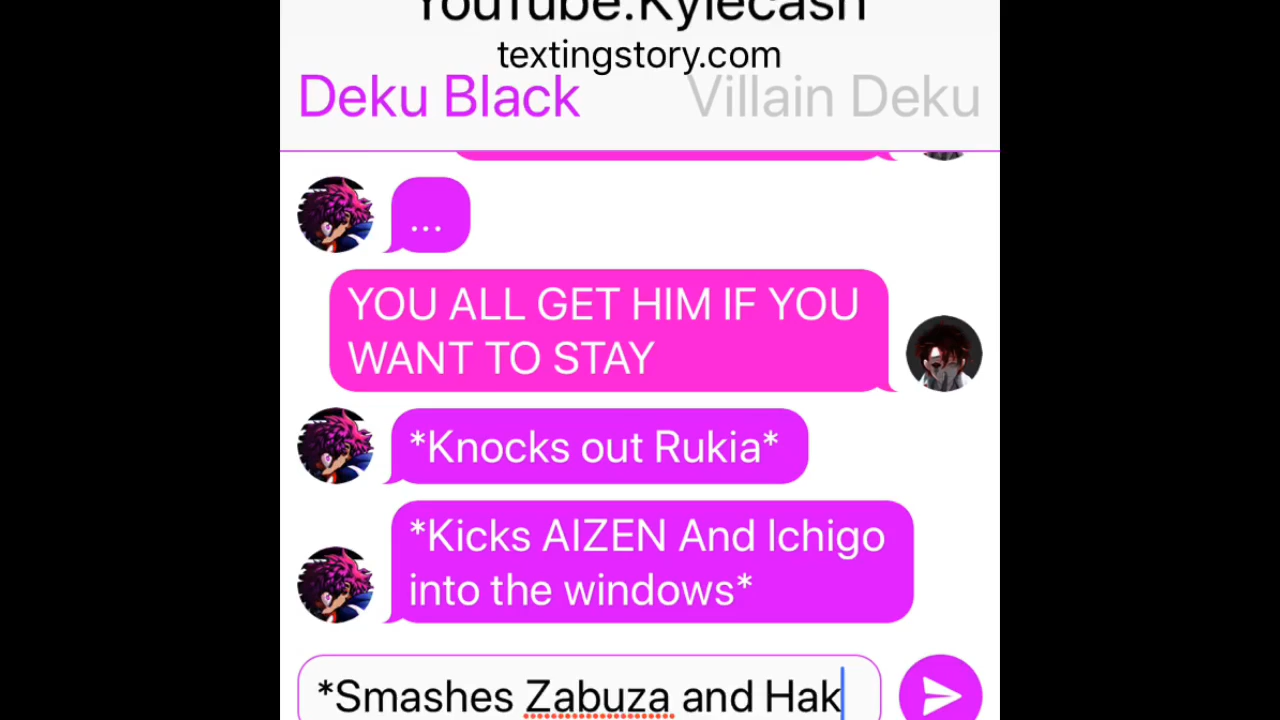 YouTube:Kylecash
textingstory.com
Deku Black
Villain Deku
...
YOU ALL GET HIM IF YOU
WANT TO STAY
*Knocks out Rukia*
*Kicks AIZEN And Ichigo
into the windows*
*Smashes Zabuza and Hak